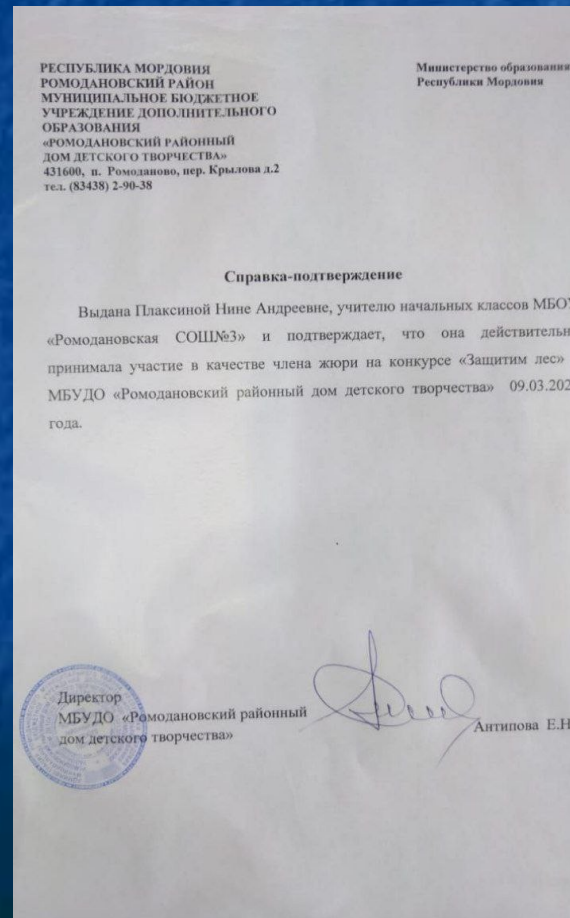 РЕСПУБЛИКА МОРДОВИЯ
РОМОДАНОВСКИЙ РАЙОН
МУНИЦИПАЛЬНОЕ БЮДЖЕТНОЕ
УЧРЕЖДЕНИЕ ДОПОЛНИТЕЛЬНОГО
ОБРАЗОВАНИЯ
«РОМОДАНОВСКИЙ РАЙОННЫЙ
ДОМ ДЕТСКОГО ТВОРЧЕСТВА»
431600, п. Ромоданово, пер. Крылова д.2
тел. (83438) 2-90-38
Министерство образования
Республики Мордовия
Справка-подтверждение
Выдана Плаксиной Нине Андреевне, учителю начальных классов МБОУ
«Ромодановская СОШ№3» и подтверждает, что она действительн
принимала участие в качестве члена жюри на конкурсе «Защитим лес»
МБУДО «Ромодановский районный дом детского творчества» 09.03.202
года.
Директор
МБУДО «Ромодановский районный
дом детского творчества»
Антипова Е.Н